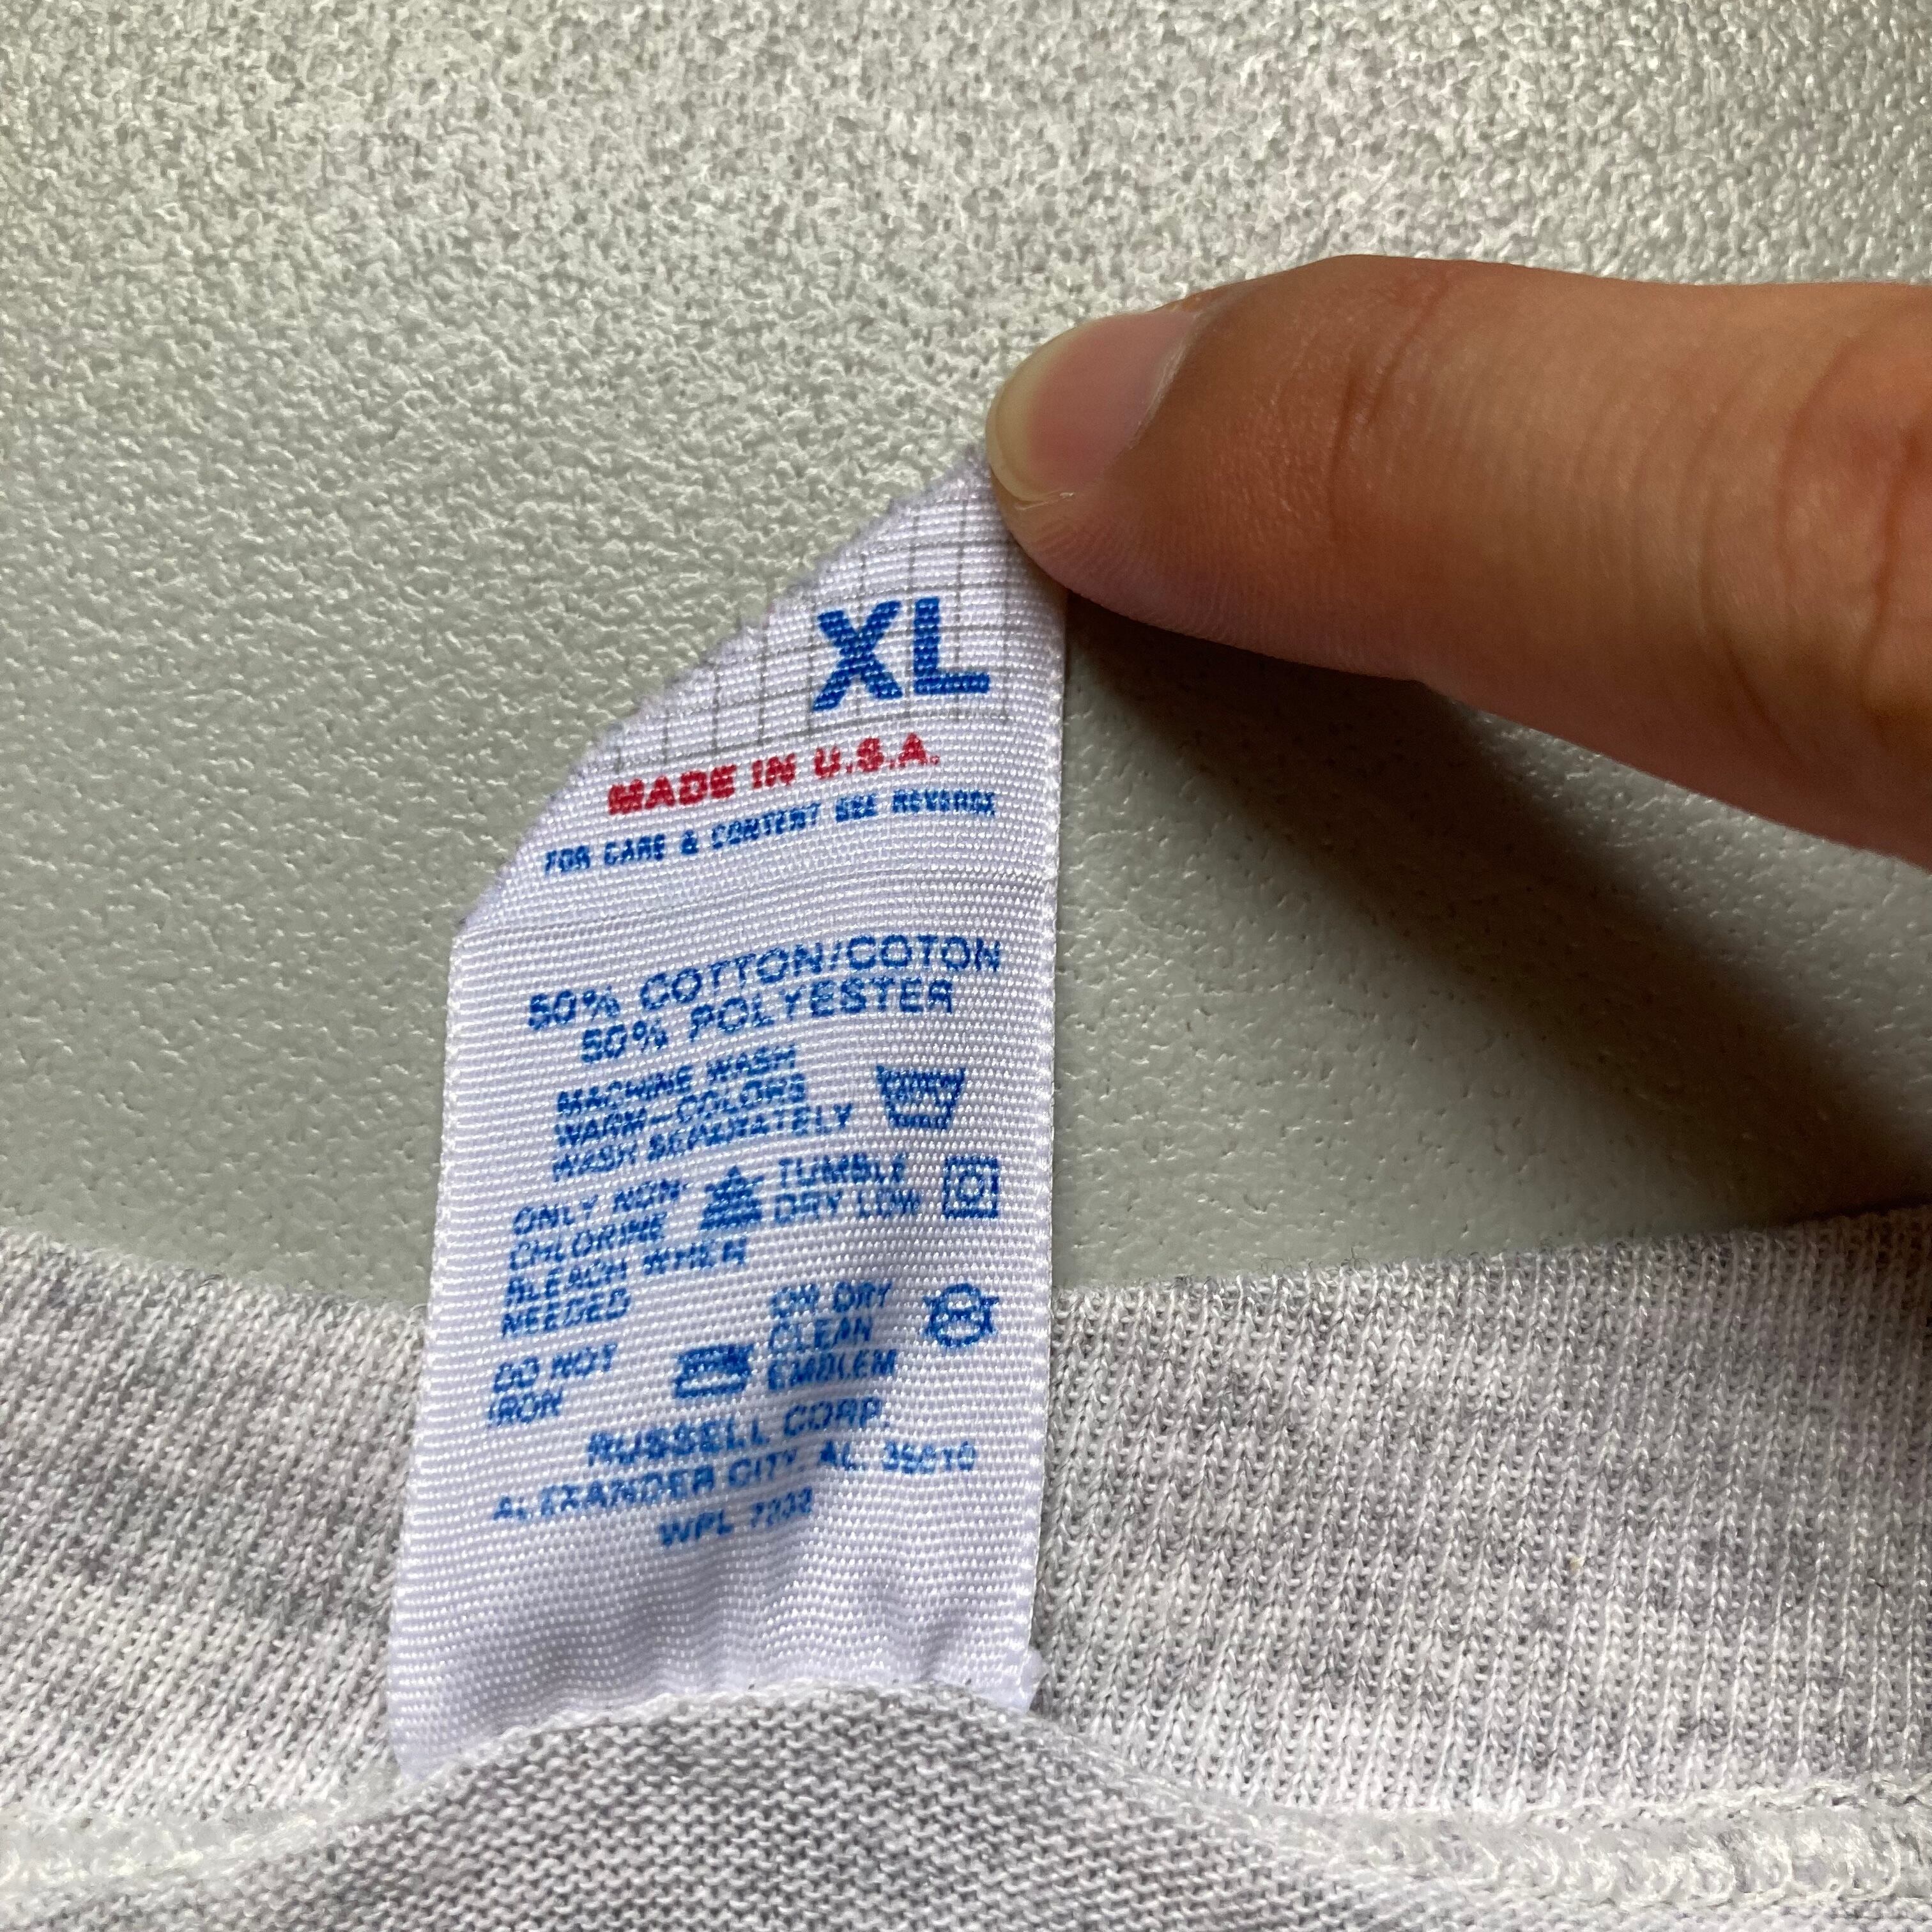 XL
MADE IN U.S.A.
FOR CARE & CONTENT SEE REVERSE
50% COTTON/COTON
50% POLYESTER
MACHINE WASH
WARM-COLORS
WASH SEPARATELY
ONLY NON-
CHLORINE
BLEACH WHEN
NEEDED
TUMBLE
DRY LOW
DO NOT
IRON
OR DRY
CLEAN
EMBLEM
RUSSELL CORP.
ALEXANDER CITY, AL. 35010
WPL